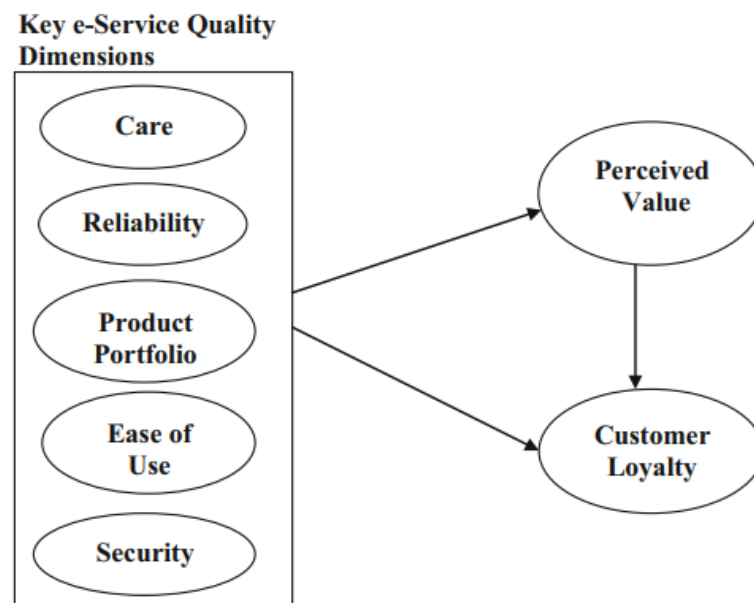 Key e-Service Quality
Dimensions
Care
Reliability
Product
Portfolio
Ease of
Use
Security
Perceived
Value
Customer
Loyalty